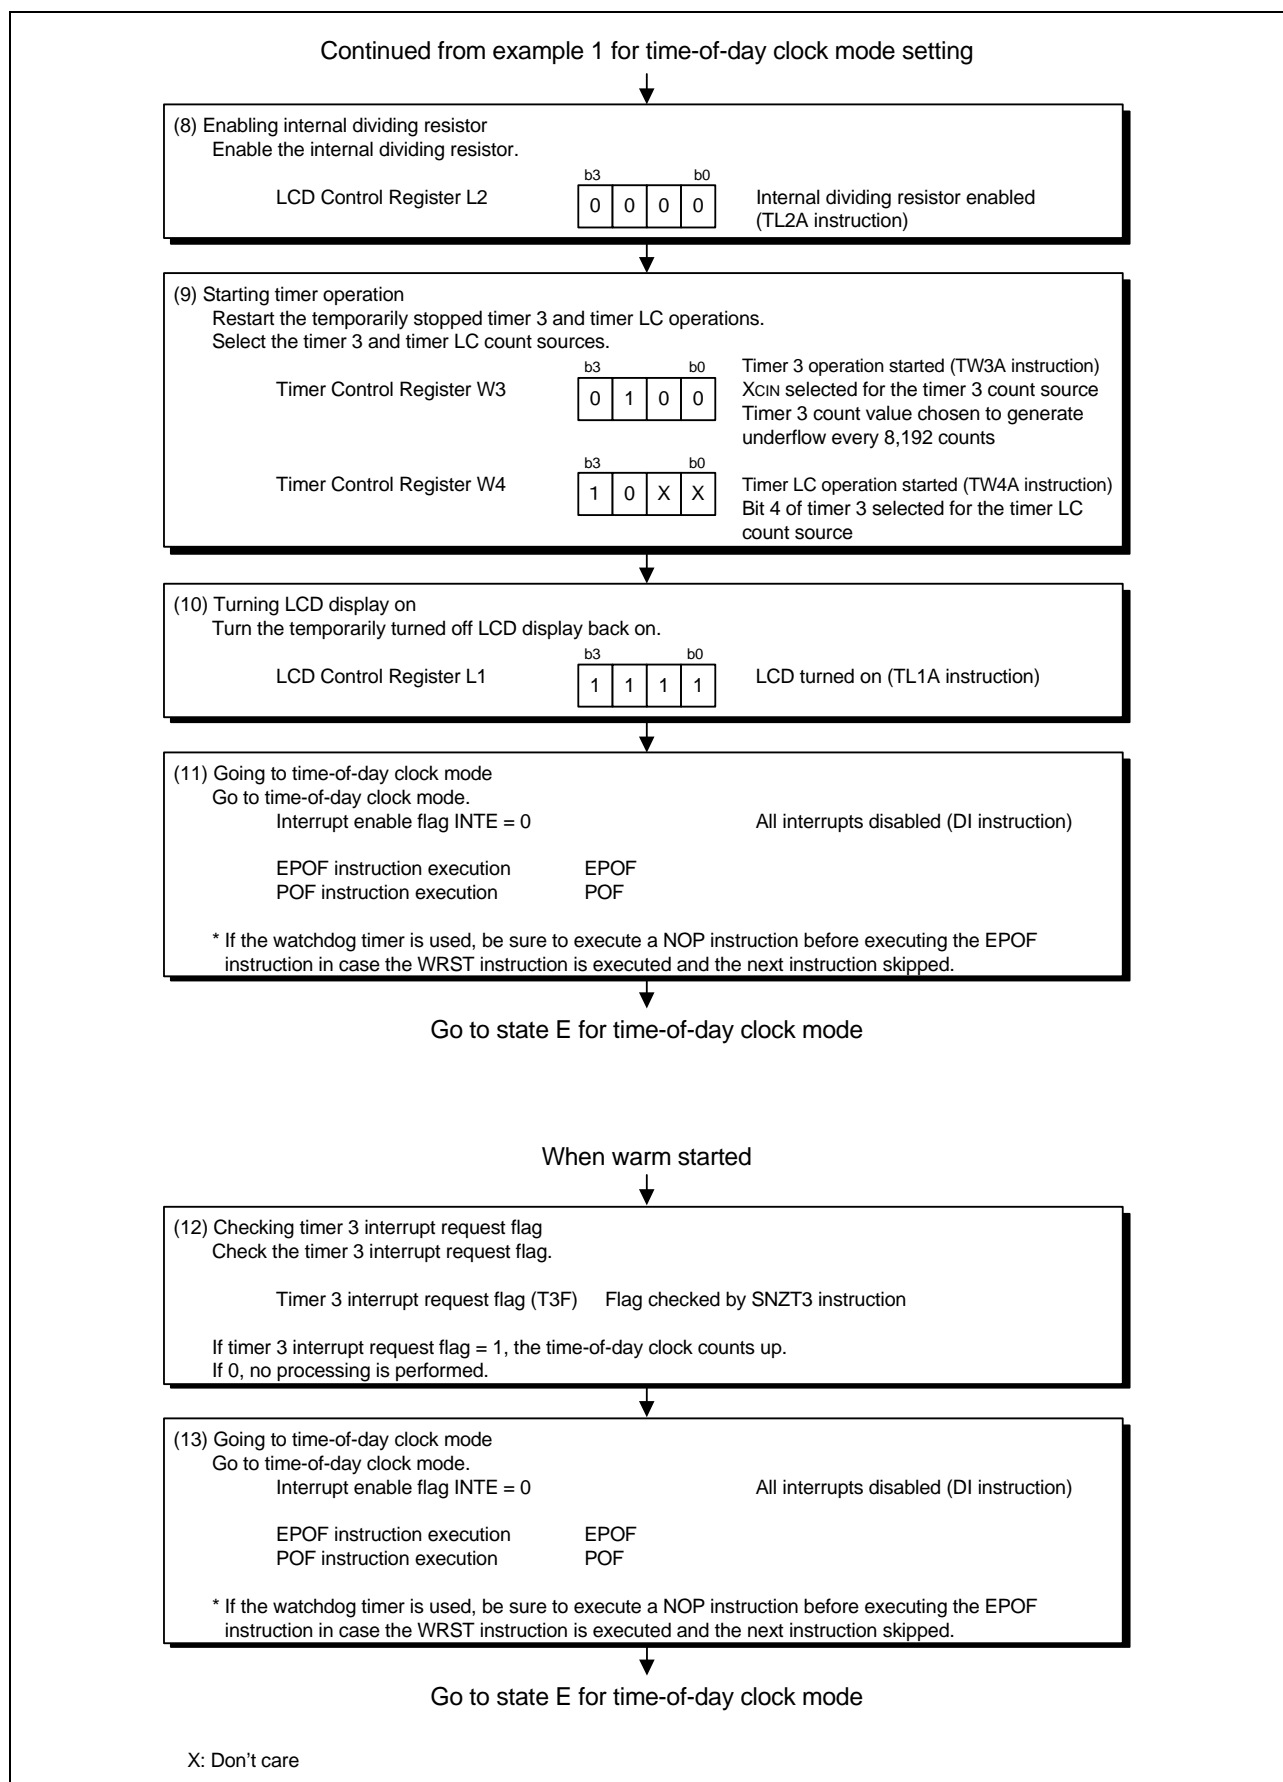 Continued from example 1 for time-of-day clock mode setting
(8) Enabling internal dividing resistor
Enable the internal dividing resistor.
b3 b0
LCD Control Register L2 0 0 0 0 Internal dividing resistor enabled
(TL2A instruction)
(9) Starting timer operation
Restart the temporarily stopped timer 3 and timer LC operations.
Select the timer 3 and timer LC count sources.
b3 b0 Timer 3 operation started (TW3A instruction)
Timer Control Register W3 0 1 0 0 XCIN selected for the timer 3 count source
Timer 3 count value chosen to generate
underflow every 8,192 counts
b3 b0
Timer Control Register W4 1 0 X X Timer LC operation started (TW4A instruction)
Bit 4 of timer 3 selected for the timer LC
count source
(10) Turning LCD display on
Turn the temporarily turned off LCD display back on.
b3 b0
LCD Control Register L1 1 1 1 1 LCD turned on (TL1A instruction)
(11) Going to time-of-day clock mode
Go to time-of-day clock mode.
Interrupt enable flag INTE = 0 All interrupts disabled (DI instruction)
EPOF instruction execution EPOF
POF instruction execution POF
* If the watchdog timer is used, be sure to execute a NOP instruction before executing the EPOF
instruction in case the WRST instruction is executed and the next instruction skipped.
Go to state E for time-of-day clock mode
When warm started
(12) Checking timer 3 interrupt request flag
Check the timer 3 interrupt request flag.
Timer 3 interrupt request flag (T3F) Flag checked by SNZT3 instruction
If timer 3 interrupt request flag = 1, the time-of-day clock counts up.
If 0, no processing is performed.
(13) Going to time-of-day clock mode
Go to time-of-day clock mode.
Interrupt enable flag INTE = 0 All interrupts disabled (DI instruction)
EPOF instruction execution EPOF
POF instruction execution POF
* If the watchdog timer is used, be sure to execute a NOP instruction before executing the EPOF
instruction in case the WRST instruction is executed and the next instruction skipped.
Go to state E for time-of-day clock mode
X: Don't care